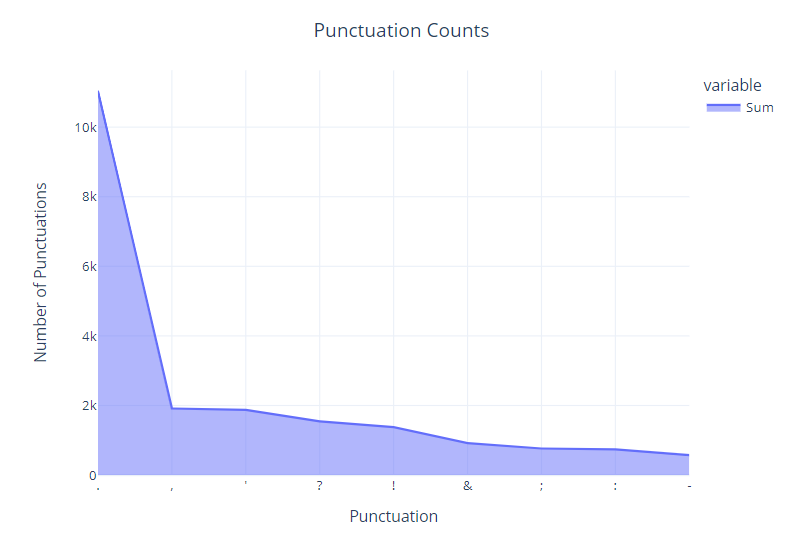 Punctuation Counts
variable
Sum
Number of Punctuations
10k
8k
6k
4k
2k
0
. , ' ? ! & ; : -
Punctuation